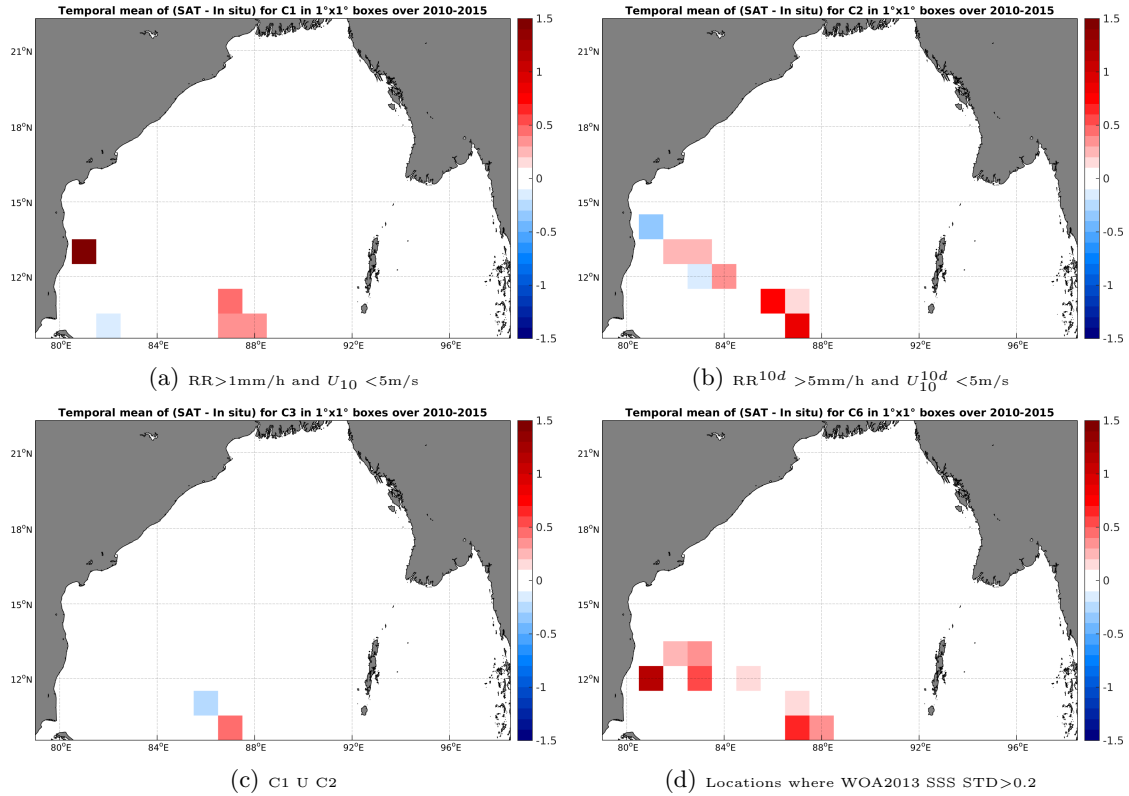 Temporal mean of (SAT - In situ) for C1 in 1°x1° boxes over 2010-2015
21°N
18°N
15°N
12°N
80°E 84°E 88°E 92°E 96°E
1.5
1
0.5
0
-0.5
-1
-1.5
(a) RR>1mm/h and U10 <5m/s
Temporal mean of (SAT - In situ) for C2 in 1°x1° boxes over 2010-2015
21°N
18°N
15°N
12°N
80°E 84°E 88°E 92°E 96°E
1.5
1
0.5
0
-0.5
-1
-1.5
(b) RR^10d >5mm/h and U10^10d <5m/s
Temporal mean of (SAT - In situ) for C3 in 1°x1° boxes over 2010-2015
21°N
18°N
15°N
12°N
80°E 84°E 88°E 92°E 96°E
1.5
1
0.5
0
-0.5
-1
-1.5
(c) C1 U C2
Temporal mean of (SAT - In situ) for C6 in 1°x1° boxes over 2010-2015
21°N
18°N
15°N
12°N
80°E 84°E 88°E 92°E 96°E
1.5
1
0.5
0
-0.5
-1
-1.5
(d) Locations where WOA2013 SSS STD>0.2